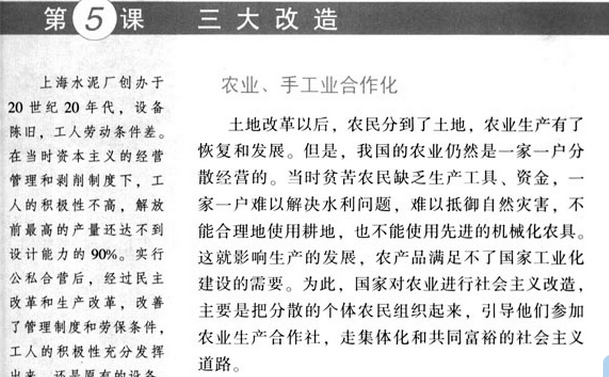 第5课 三大改造
上海水泥厂创办于
20世纪20年代，设备
陈旧，工人劳动条件差。
在当时资本主义的经营
管理和剥削制度下，工
人的积极性不高，解放
前最高的产量还达不到
设计能力的90%。实行
公私合营后，经过民主
改革和生产改革，改善
了管理制度和劳保条件，
工人的积极性充分发挥
出来，还是原有的设备，
农业、手工业合作化
土地改革以后，农民分到了土地，农业生产有了
恢复和发展。但是，我国的农业仍然是一家一户分
散经营的。当时贫苦农民缺乏生产工具、资金，一
家一户难以解决水利问题，难以抵御自然灾害，不
能合理地使用耕地，也不能使用先进的机械化农具。
这就影响生产的发展，农产品满足不了国家工业化
建设的需要。为此，国家对农业进行社会主义改造，
主要是把分散的个体农民组织起来，引导他们参加
农业生产合作社，走集体化和共同富裕的社会主义
道路。